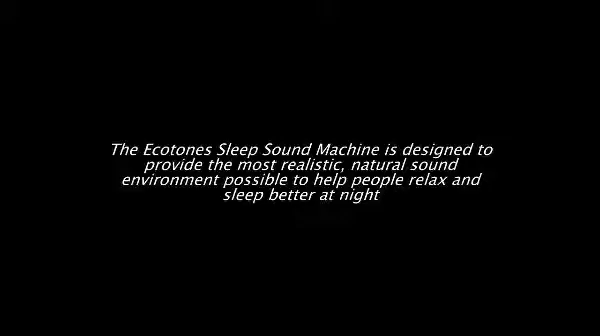 The Ecotones Sleep Sound Machine is designed to
provide the most realistic, natural sound
environment possible to help people relax and
sleep better at night